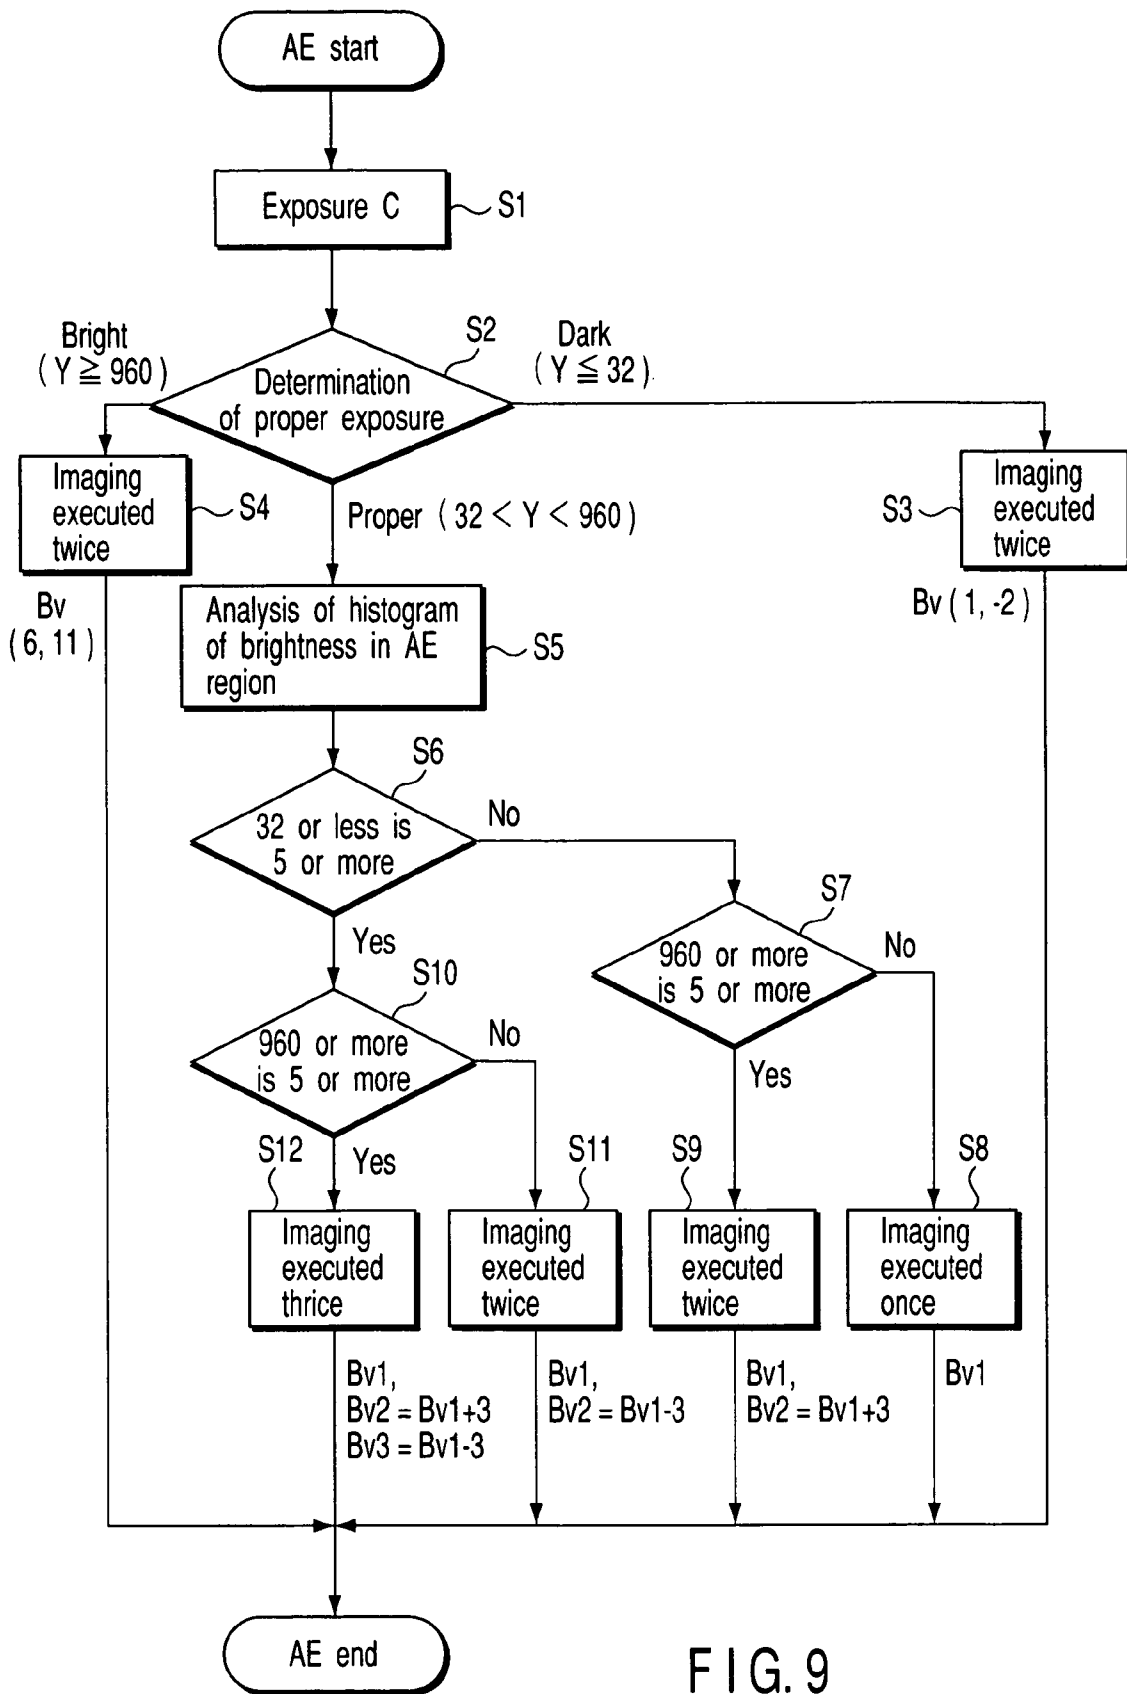 AE start
Exposure C
S1
Bright
( Y ≧ 960 )
S2
Dark
( Y ≦ 32 )
Determination
of proper exposure
Imaging
executed
twice
S4
Proper ( 32 < Y < 960 )
S3
Imaging
executed
twice
Bv
( 6, 11 )
Bv ( 1, -2 )
Analysis of histogram
of brightness in AE
region
S5
S6
32 or less is
5 or more
No
Yes
S7
960 or more
is 5 or more
No
Yes
S10
960 or more
is 5 or more
No
Yes
S12
Imaging
executed
thrice
S11
Imaging
executed
twice
S9
Imaging
executed
twice
S8
Imaging
executed
once
Bv1,
Bv2 = Bv1+3
Bv3 = Bv1-3
Bv1,
Bv2 = Bv1-3
Bv1,
Bv2 = Bv1+3
Bv1
AE end
FIG. 9